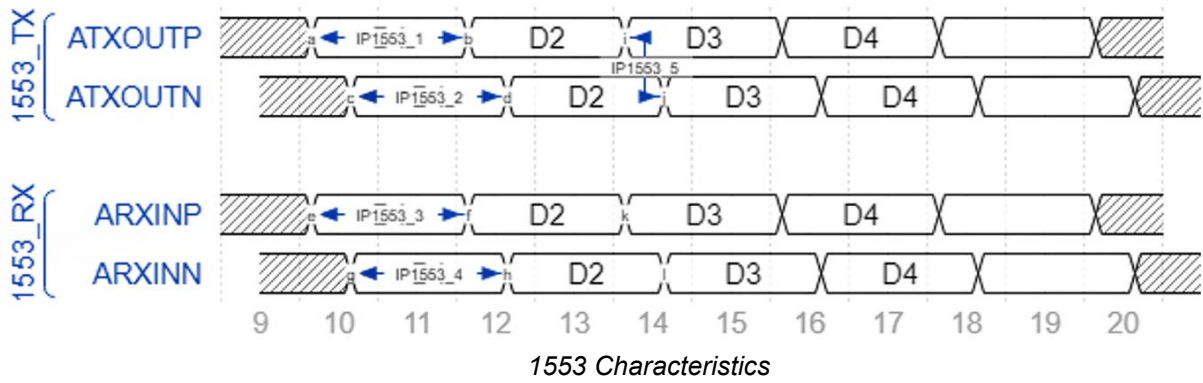 1553_TX
ATXOUTP a IP1553_1 b D2 i D3 D4
IP1553_5
ATXOUTN c IP1553_2 d D2 j D3 D4
1553_RX
ARXINP e IP1553_3 f D2 k D3 D4
ARXINN g IP1553_4 h D2 l D3 D4
9 10 11 12 13 14 15 16 17 18 19 20
1553 Characteristics